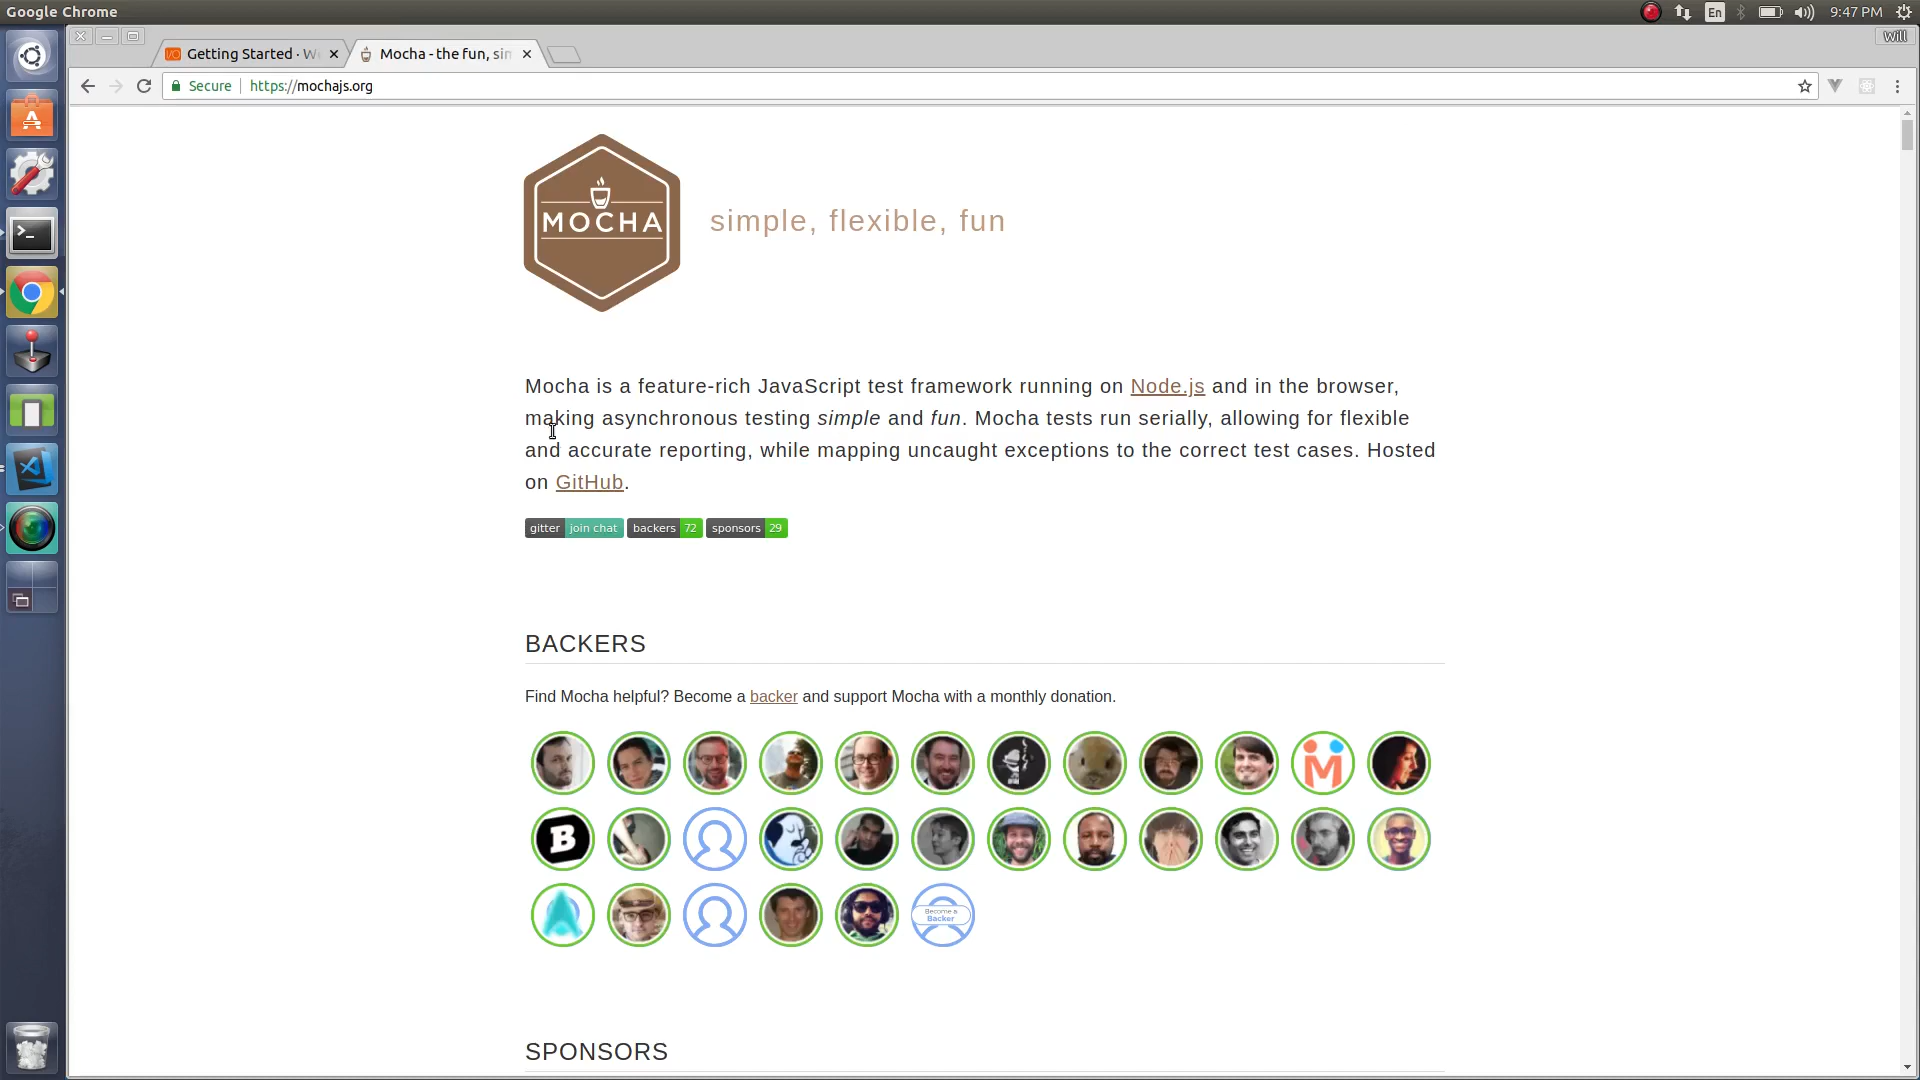 Google Chrome
En
9:47 PM
Getting Started · W
Mocha - the fun, sim
Will
Secure
https://mochajs.org
MOCHA
simple, flexible, fun
Mocha is a feature-rich JavaScript test framework running on Node.js and in the browser,
making asynchronous testing simple and fun. Mocha tests run serially, allowing for flexible
and accurate reporting, while mapping uncaught exceptions to the correct test cases. Hosted
on GitHub.
gitter join chat backers 72 sponsors 29
BACKERS
Find Mocha helpful? Become a backer and support Mocha with a monthly donation.
B
Become a
Backer
SPONSORS